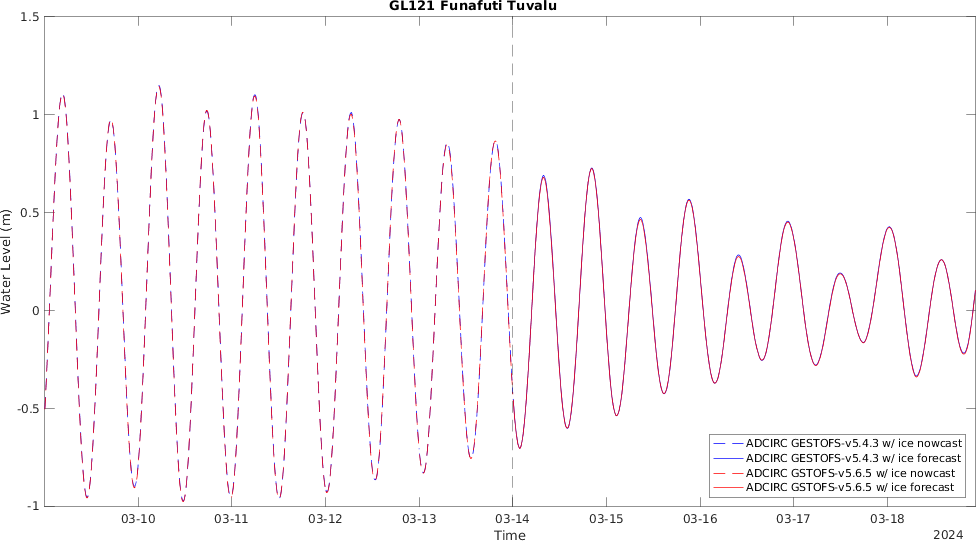 GL121 Funafuti Tuvalu
1.5
1
0.5
0
-0.5
-1
Water Level (m)
03-10 03-11 03-12 03-13 03-14 03-15 03-16 03-17 03-18
Time
2024
ADCIRC GESTOFS-v5.4.3 w/ ice nowcast
ADCIRC GESTOFS-v5.4.3 w/ ice forecast
ADCIRC GSTOFS-v5.6.5 w/ ice nowcast
ADCIRC GSTOFS-v5.6.5 w/ ice forecast